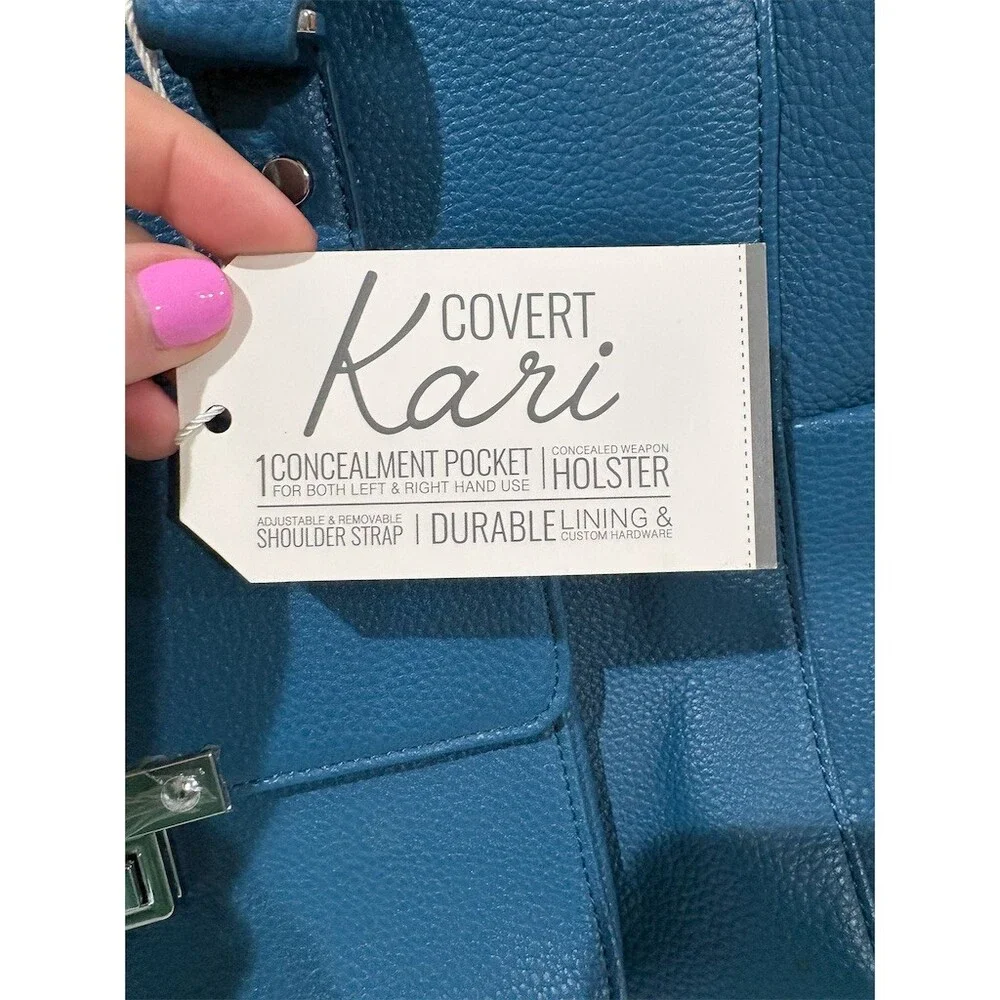 COVERT
Kari
1 CONCEALMENT POCKET
FOR BOTH LEFT & RIGHT HAND USE
CONCEALED WEAPON
HOLSTER
ADJUSTABLE & REMOVABLE
SHOULDER STRAP
DURABLE LINING &
CUSTOM HARDWARE